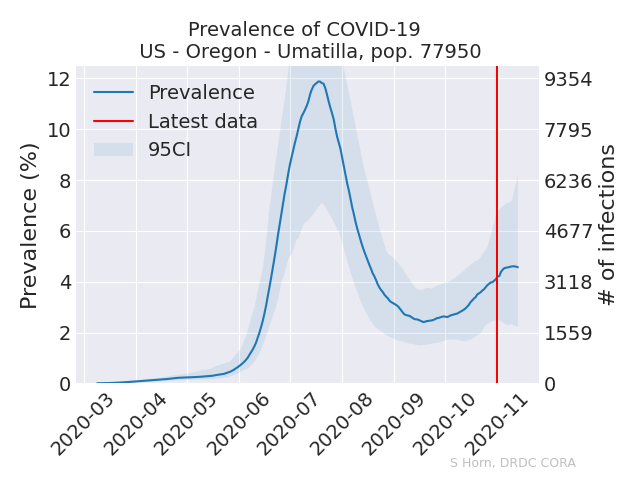 Prevalence of COVID-19
US - Oregon - Umatilla, pop. 77950
Prevalence
Latest data
95CI
Prevalence (%)
12
10
8
6
4
2
0
9354
7795
6236
4677
3118
1559
0
# of infections
2020-03
2020-04
2020-05
2020-06
2020-07
2020-08
2020-09
2020-10
2020-11
S Horn, DRDC CORA